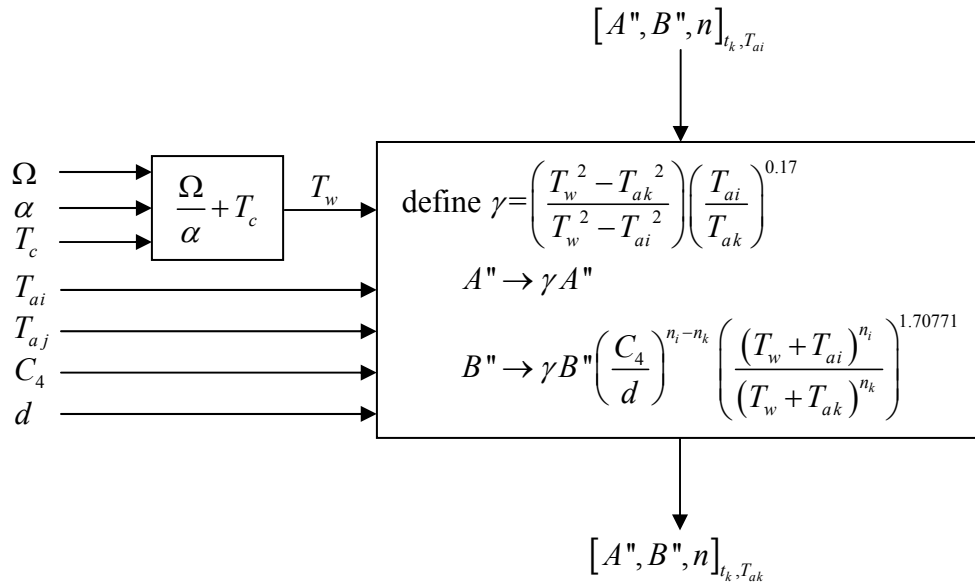 [A", B", n]_{t_k, T_{ai}}
Ω
α
T_c
Ω/α + T_c
T_w
T_{ai}
T_{aj}
C_4
d
define γ = ((T_w^2 − T_{ak}^2)/(T_w^2 − T_{ai}^2)) (T_{ai}/T_{ak})^{0.17}
A" → γA"
B" → γB" (C_4/d)^{n_i−n_k} ((T_w + T_{ai})^{n_i}/(T_w + T_{ak})^{n_k})^{1.70771}
[A", B", n]_{t_k, T_{ak}}